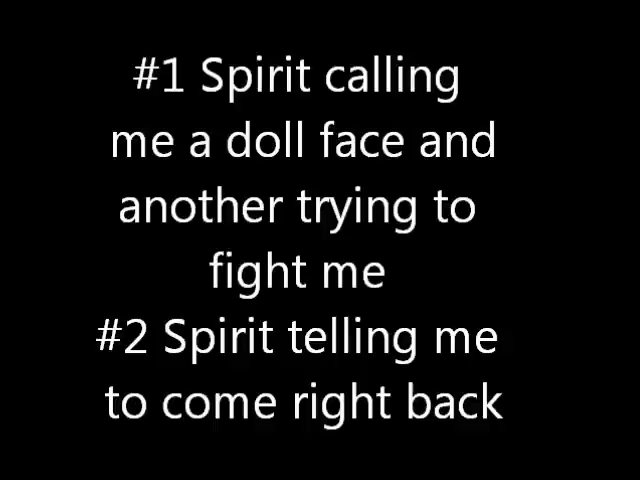 #1 Spirit calling
me a doll face and
another trying to
fight me
#2 Spirit telling me
to come right back